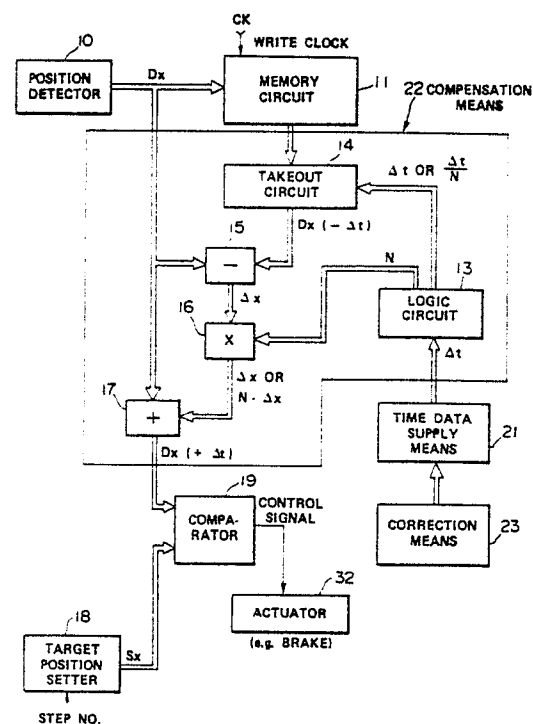 CK
WRITE CLOCK
10
POSITION
DETECTOR
Dx
MEMORY
CIRCUIT
11
22 COMPENSATION
MEANS
14
TAKEOUT
CIRCUIT
Δt OR Δt/N
Dx (- Δt)
15
−
N
13
LOGIC
CIRCUIT
Δx
16
X
Δt
17
+
Δx OR
N - Δx
Dx (+ Δt)
TIME DATA
SUPPLY
MEANS
21
19
COMPA-
RATOR
CONTROL
SIGNAL
CORRECTION
MEANS
23
32
ACTUATOR
(e.g. BRAKE)
18
TARGET
POSITION
SETTER
Sx
STEP NO.